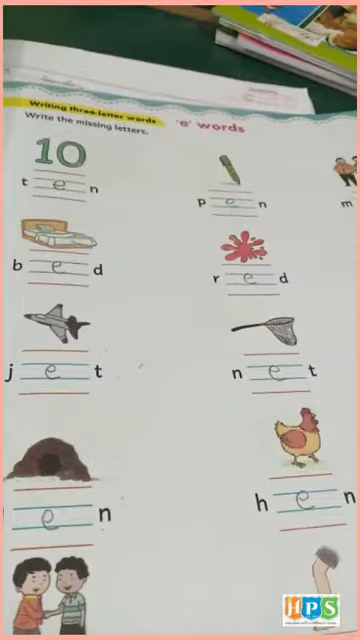 Writing three-letter words
Write the missing letters.
'e' words
10
t e n
p e n
m
b e d
r e d
j e t
n e t
e n
h e n
HPS